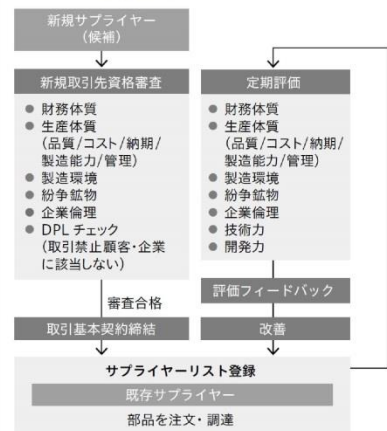 新規サプライヤー
（候補）
新規取引先資格審査
● 財務体質
● 生産体質
（品質/コスト/納期/
製造能力/管理）
● 製造環境
● 紛争鉱物
● 企業倫理
● DPL チェック
（取引禁止顧客・企業
に該当しない）
審査合格
取引基本契約締結
定期評価
● 財務体質
● 生産体質
（品質/コスト/納期/
製造能力/管理）
● 製造環境
● 紛争鉱物
● 企業倫理
● 技術力
● 開発力
評価フィードバック
改善
サプライヤーリスト登録
既存サプライヤー
部品を注文・調達